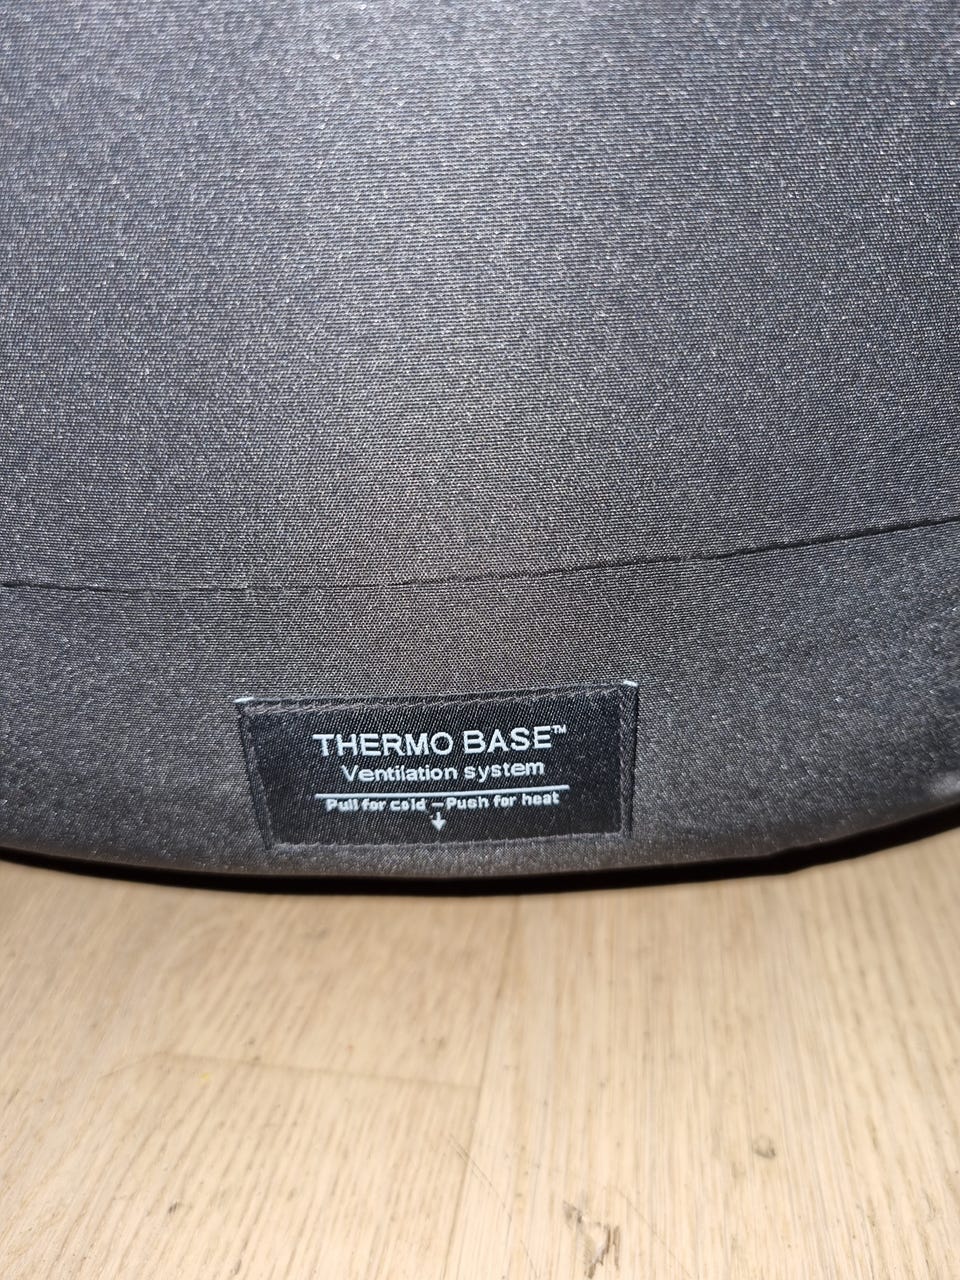 THERMO BASE™
Ventilation system
Pull for cold – Push for heat